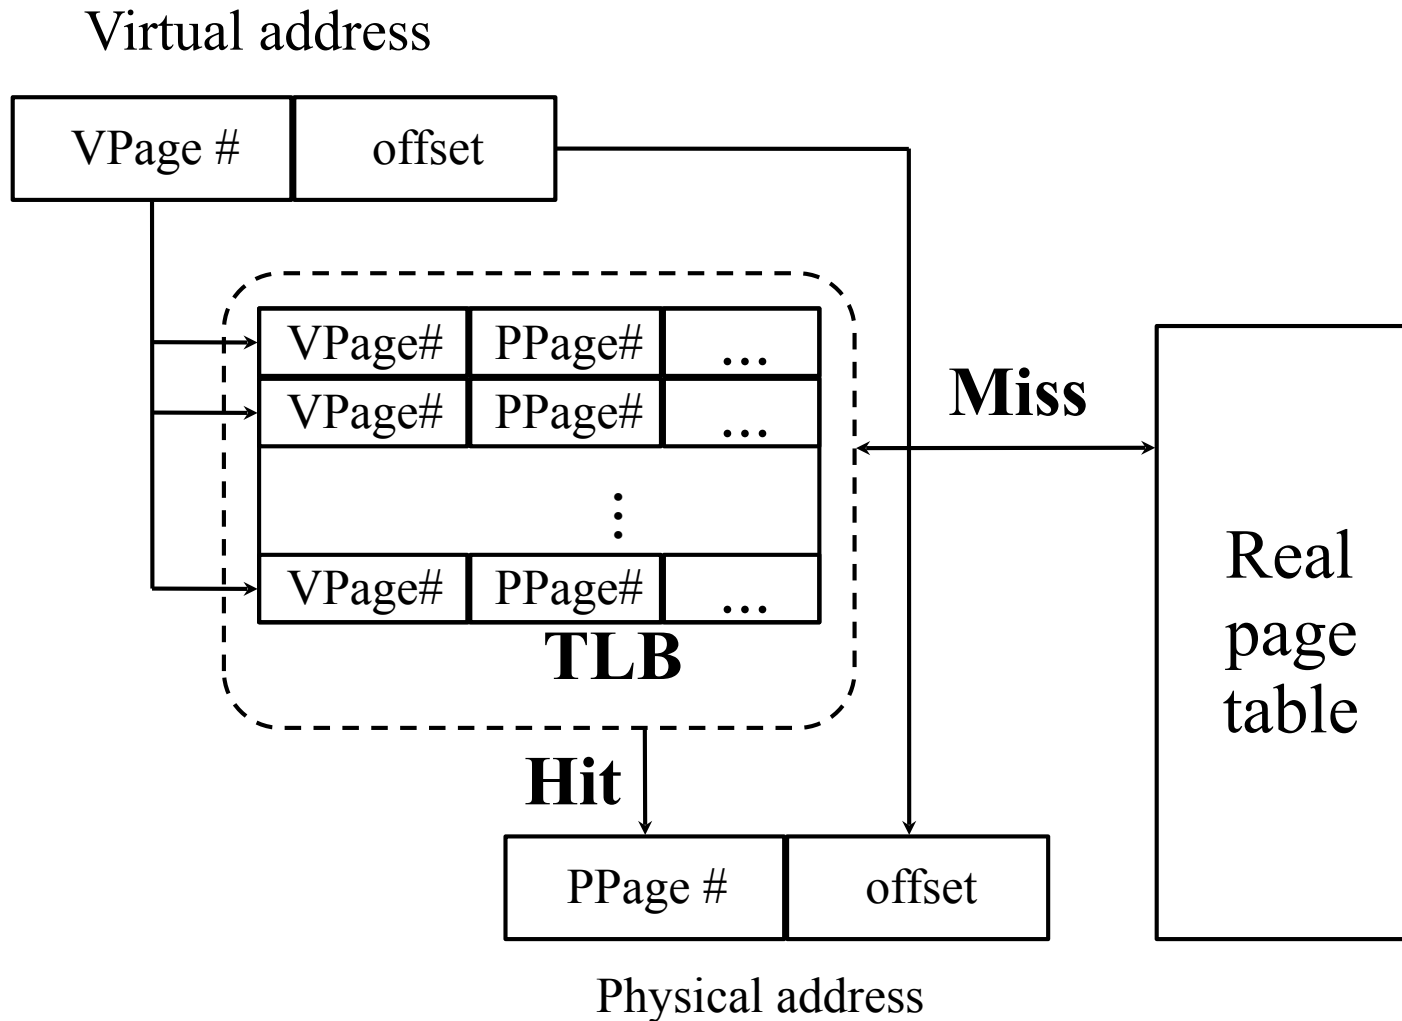 Virtual address
VPage # offset
VPage# PPage# ...
VPage# PPage# ...
Miss
⋮
VPage# PPage# ...
TLB
Real
page
table
Hit
PPage # offset
Physical address